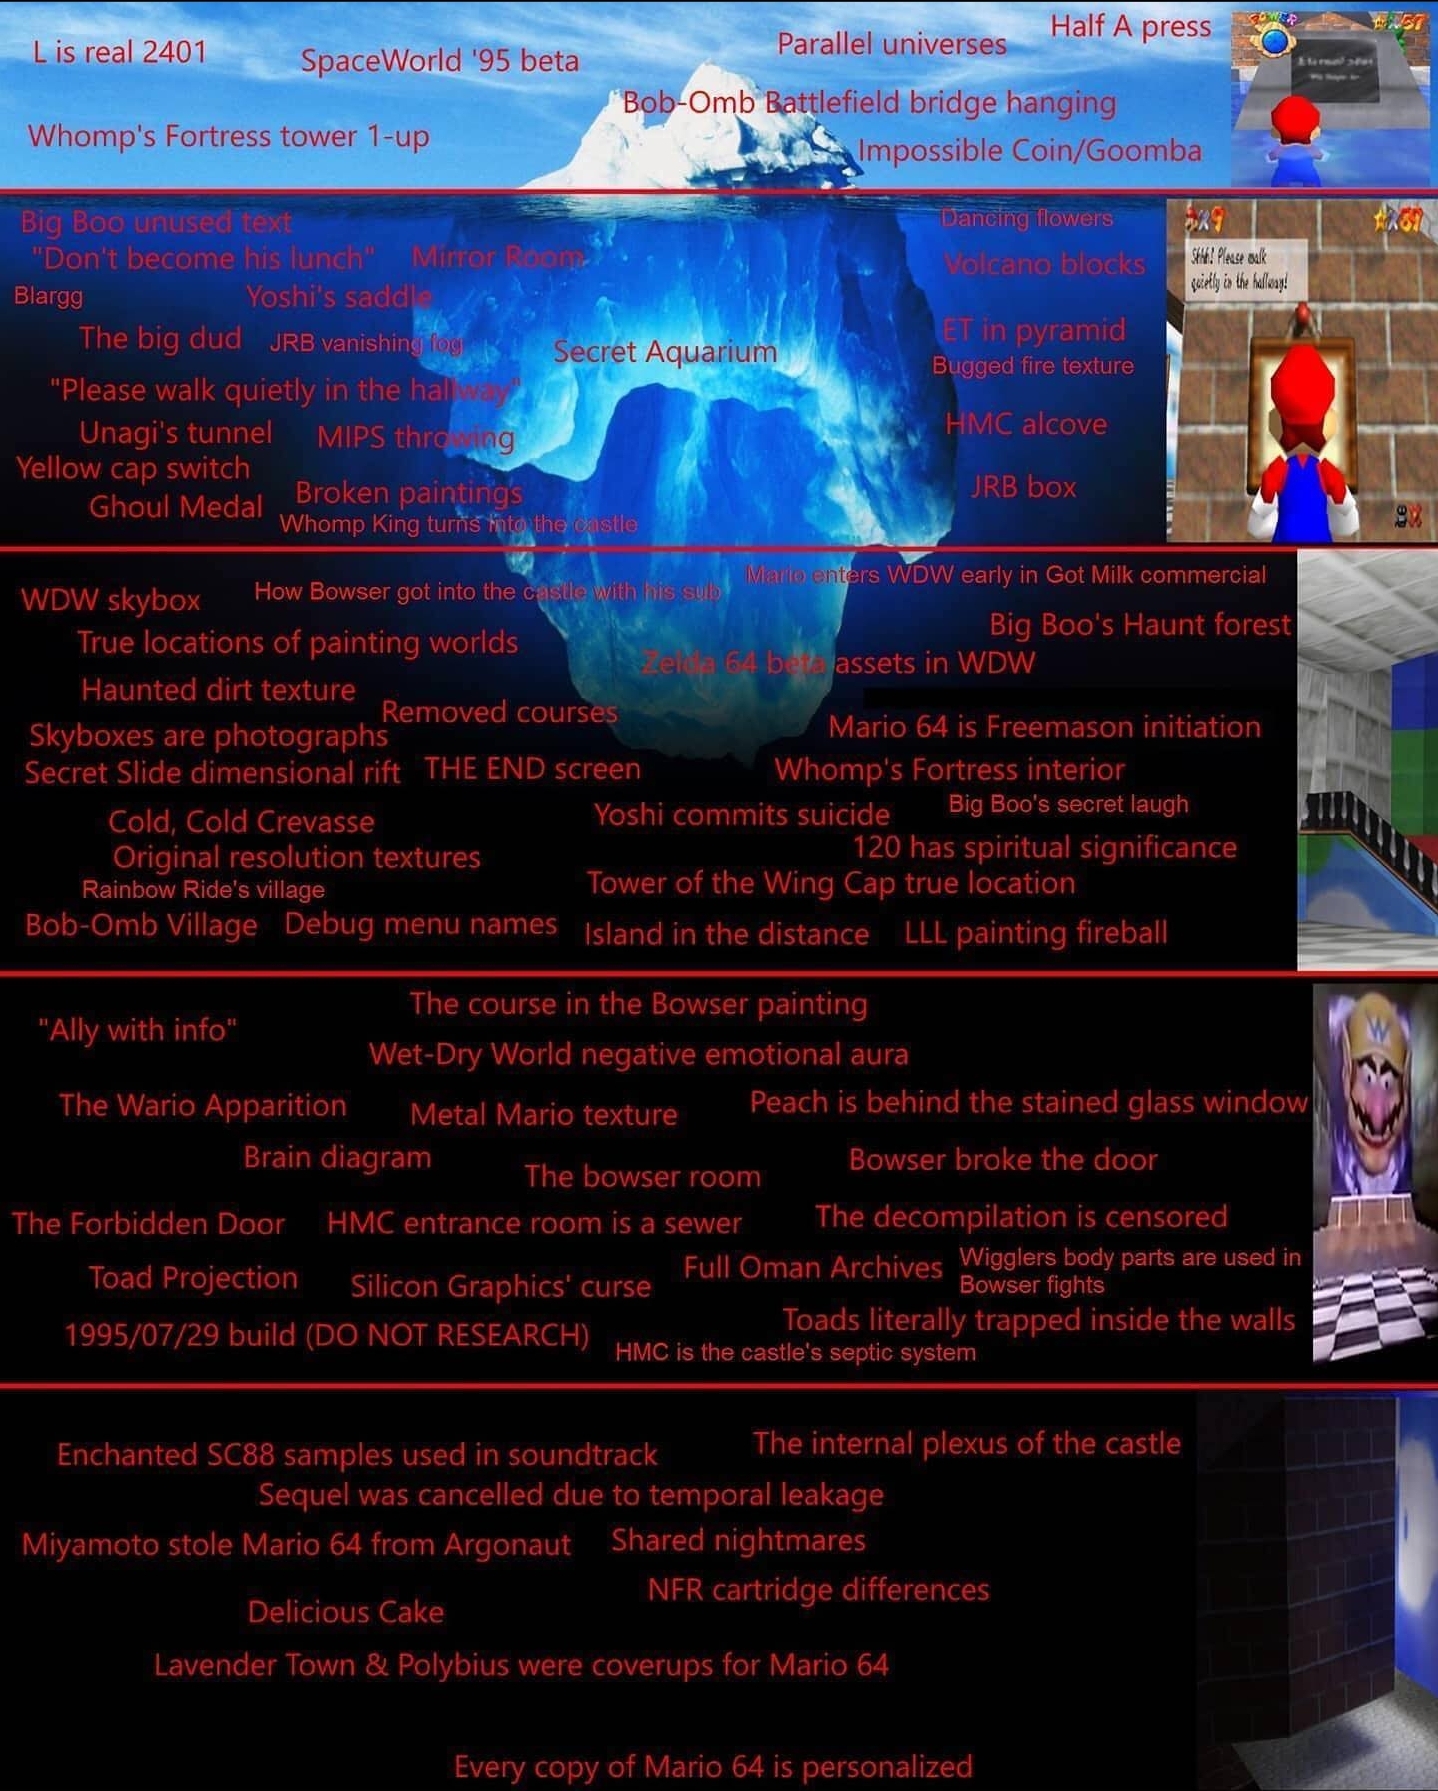 L is real 2401
SpaceWorld '95 beta
Parallel universes
Half A press
Bob-Omb Battlefield bridge hanging
Whomp's Fortress tower 1-up
Impossible Coin/Goomba
POWER
Big Boo unused text
Dancing flowers
"Don't become his lunch"
Mirror Room
Volcano blocks
Blargg
Yoshi's saddle
The big dud
JRB vanishing fog
Secret Aquarium
ET in pyramid
Bugged fire texture
"Please walk quietly in the hallway"
Unagi's tunnel
MIPS throwing
HMC alcove
Yellow cap switch
Ghoul Medal
Broken paintings
JRB box
Whomp King turns into the castle
Shhh! Please walk
quietly in the hallway!
WDW skybox
How Bowser got into the castle with his sub
Mario enters WDW early in Got Milk commercial
Big Boo's Haunt forest
True locations of painting worlds
Zelda 64 beta assets in WDW
Haunted dirt texture
Removed courses
Mario 64 is Freemason initiation
Skyboxes are photographs
Secret Slide dimensional rift
THE END screen
Whomp's Fortress interior
Yoshi commits suicide
Big Boo's secret laugh
Cold, Cold Crevasse
120 has spiritual significance
Original resolution textures
Rainbow Ride's village
Tower of the Wing Cap true location
Bob-Omb Village
Debug menu names
Island in the distance
LLL painting fireball
The course in the Bowser painting
"Ally with info"
Wet-Dry World negative emotional aura
The Wario Apparition
Metal Mario texture
Peach is behind the stained glass window
Brain diagram
The bowser room
Bowser broke the door
The Forbidden Door
HMC entrance room is a sewer
The decompilation is censored
Toad Projection
Silicon Graphics' curse
Full Oman Archives
Wigglers body parts are used in
Bowser fights
1995/07/29 build (DO NOT RESEARCH)
Toads literally trapped inside the walls
HMC is the castle's septic system
Enchanted SC88 samples used in soundtrack
The internal plexus of the castle
Sequel was cancelled due to temporal leakage
Miyamoto stole Mario 64 from Argonaut
Shared nightmares
NFR cartridge differences
Delicious Cake
Lavender Town & Polybius were coverups for Mario 64
Every copy of Mario 64 is personalized